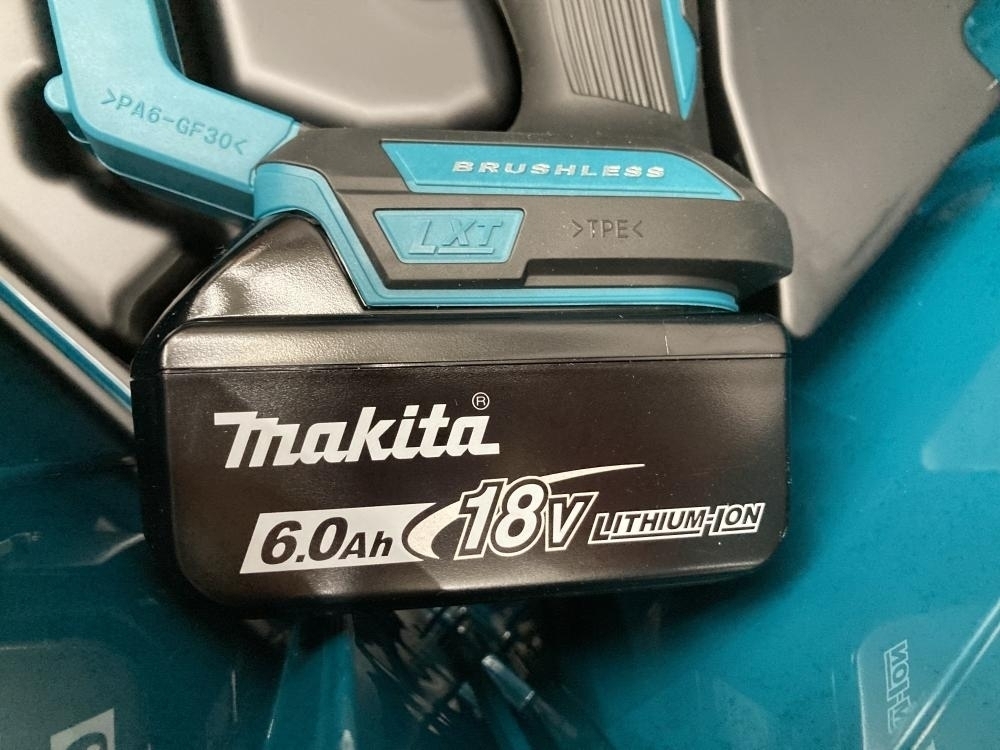 >PA6-GF30<
BRUSHLESS
LXT
>TPE<
makita®
6.0Ah 18V LITHIUM-ION